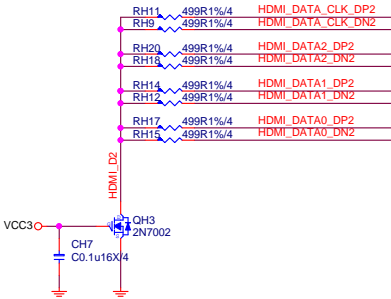 RH11 499R1%/4 HDMI_DATA_CLK_DP2
RH9 499R1%/4 HDMI_DATA_CLK_DN2
RH20 499R1%/4 HDMI_DATA2_DP2
RH18 499R1%/4 HDMI_DATA2_DN2
RH14 499R1%/4 HDMI_DATA1_DP2
RH12 499R1%/4 HDMI_DATA1_DN2
RH17 499R1%/4 HDMI_DATA0_DP2
RH15 499R1%/4 HDMI_DATA0_DN2
HDMI_D2
VCC3
QH3
2N7002
CH7
C0.1u16X/4